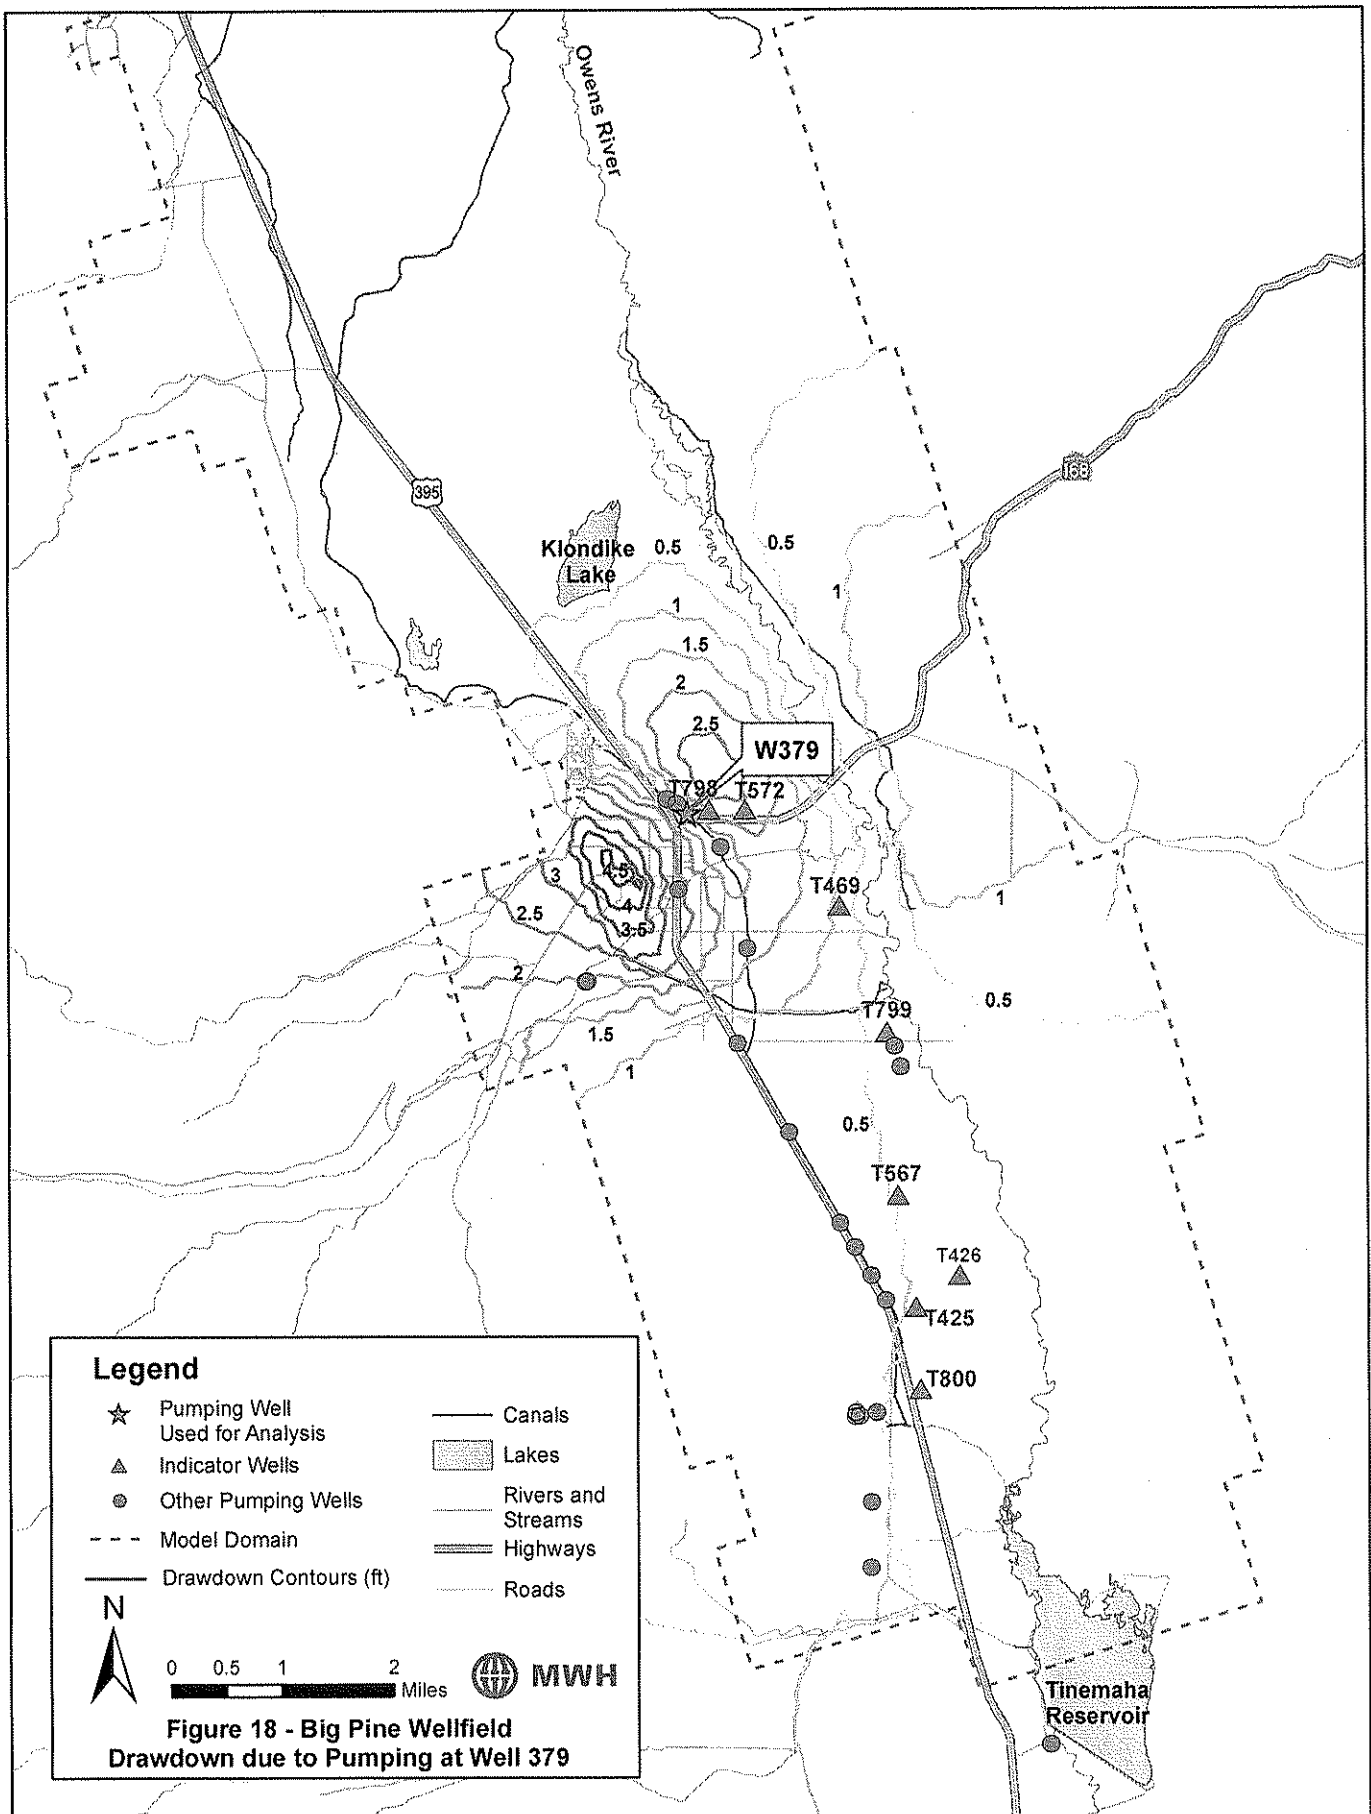 Owens River
168
395
Klondike
Lake
0.5
0.5
1
1
1.5
2
2.5
W379
T798
T572
4.5
3
T469
1
2.5
4
3.5
2
0.5
T799
1.5
1
0.5
T567
T426
T425
T800
Legend
Pumping Well
Used for Analysis
Indicator Wells
Other Pumping Wells
Model Domain
Drawdown Contours (ft)
Canals
Lakes
Rivers and
Streams
Highways
Roads
N
0 0.5 1 2
Miles
MWH
Figure 18 - Big Pine Wellfield
Drawdown due to Pumping at Well 379
Tinemaha
Reservoir